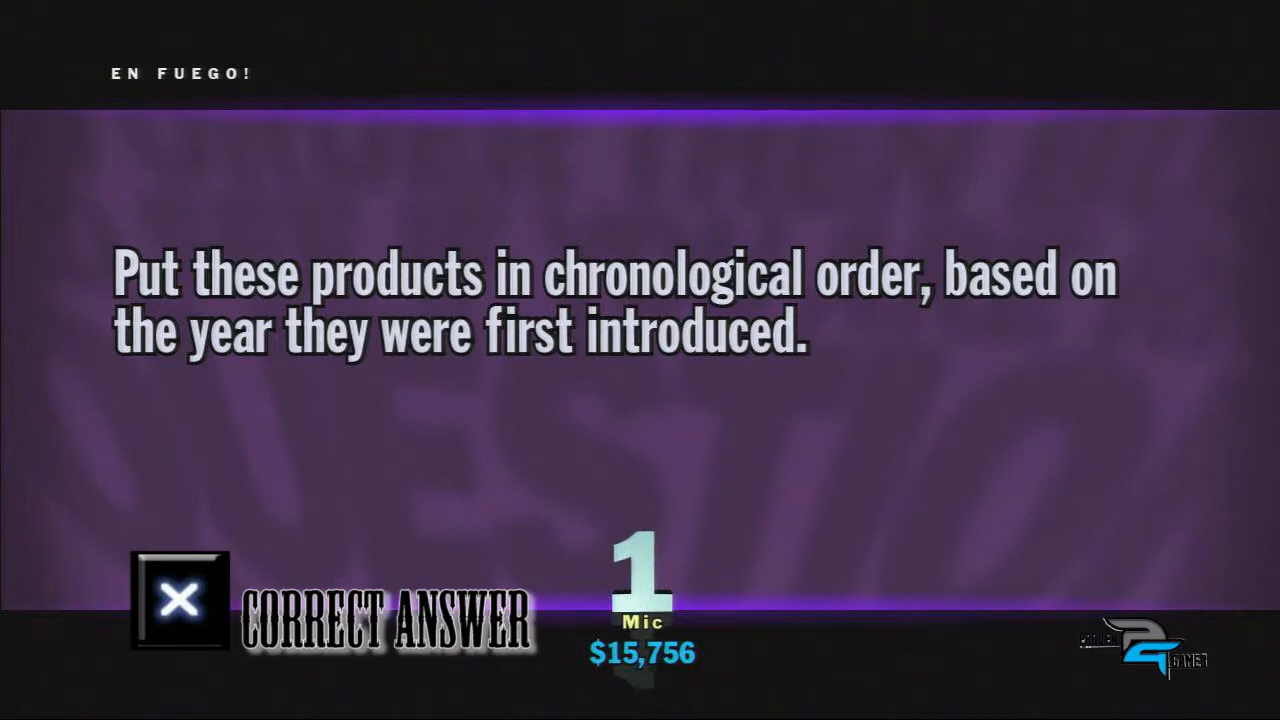 EN FUEGO!
Put these products in chronological order, based on
the year they were first introduced.
CORRECT ANSWER
1
Mic
$15,756
GAMER